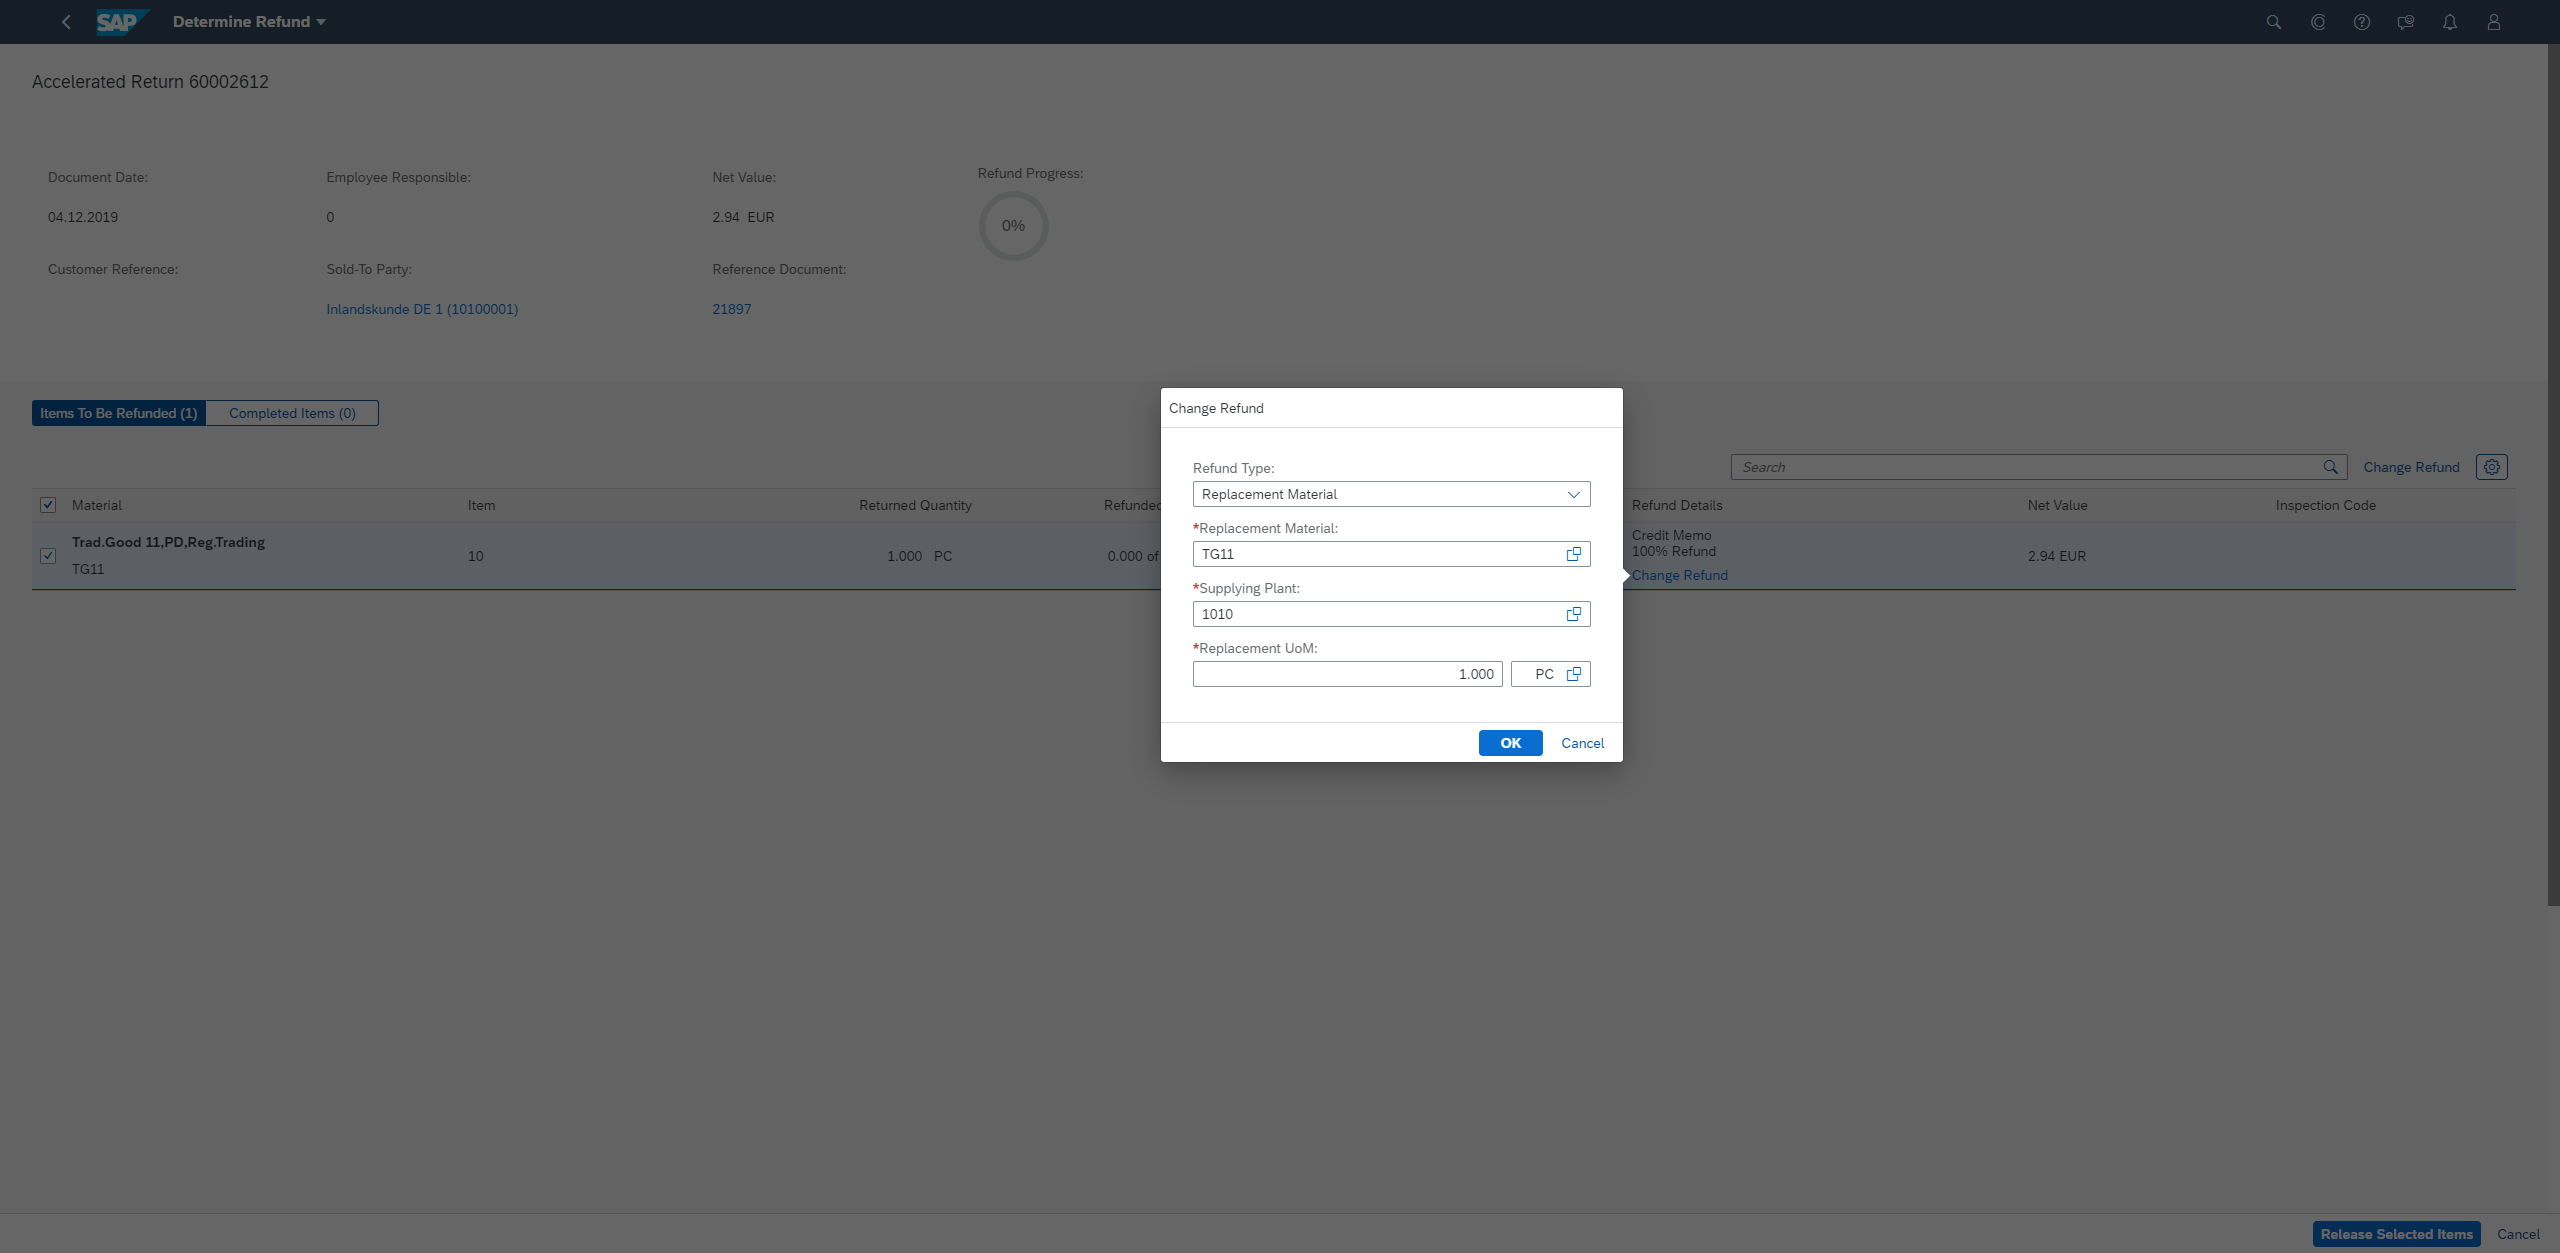 SAP
Determine Refund
Accelerated Return 60002612
Document Date:
04.12.2019
Employee Responsible:
0
Net Value:
2.94 EUR
Refund Progress:
0%
Customer Reference:
Sold-To Party:
Inlandskunde DE 1 (10100001)
Reference Document:
21897
Items To Be Refunded (1)
Completed Items (0)
Search
Change Refund
Material
Item
Returned Quantity
Refunded
Refund Details
Net Value
Inspection Code
Trad.Good 11,PD,Reg.Trading
TG11
10
1.000 PC
0.000 of
Credit Memo
100% Refund
Change Refund
2.94 EUR
Change Refund
Refund Type:
Replacement Material
*Replacement Material:
TG11
*Supplying Plant:
1010
*Replacement UoM:
1.000
PC
OK
Cancel
Release Selected Items
Cancel